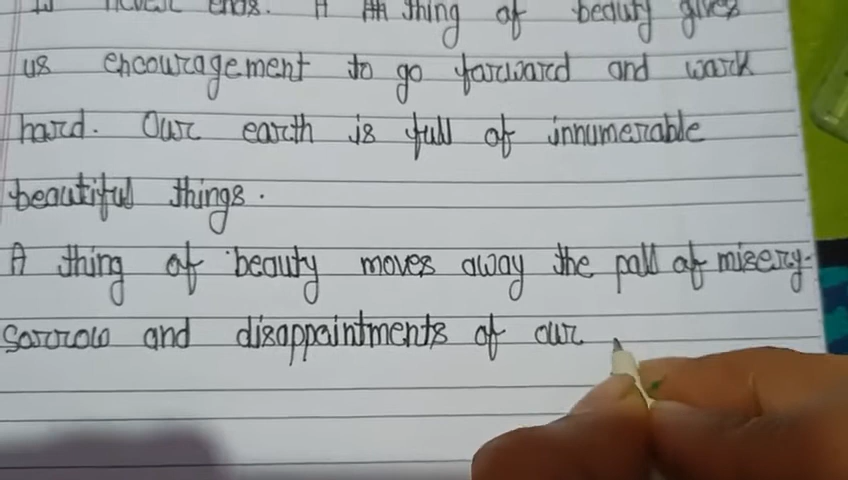 never ends. A thing of beauty gives
us encouragement to go forward and work
hard. Our earth is full of innumerable
beautiful things.
A thing of beauty moves away the pall of misery.
sorrow and disappointments of our